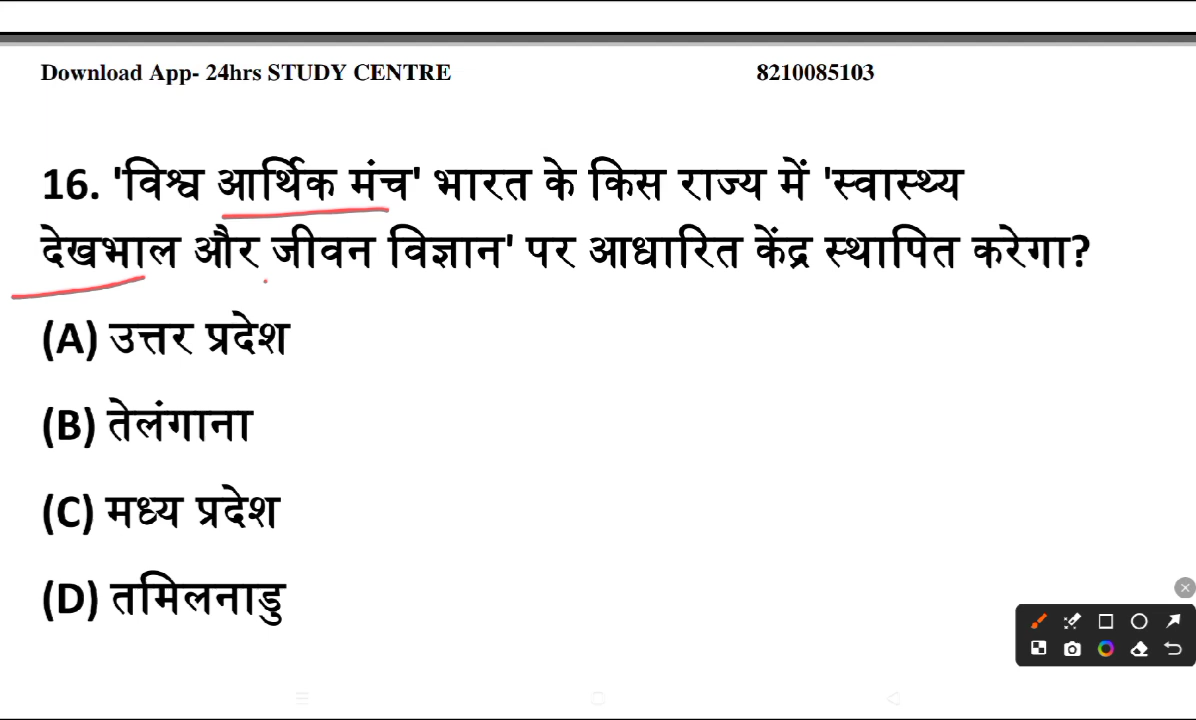 Download App- 24hrs STUDY CENTRE 8210085103
16. 'विश्व आर्थिक मंच' भारत के किस राज्य में 'स्वास्थ्य
देखभाल और जीवन विज्ञान' पर आधारित केंद्र स्थापित करेगा?
(A) उत्तर प्रदेश
(B) तेलंगाना
(C) मध्य प्रदेश
(D) तमिलनाडु